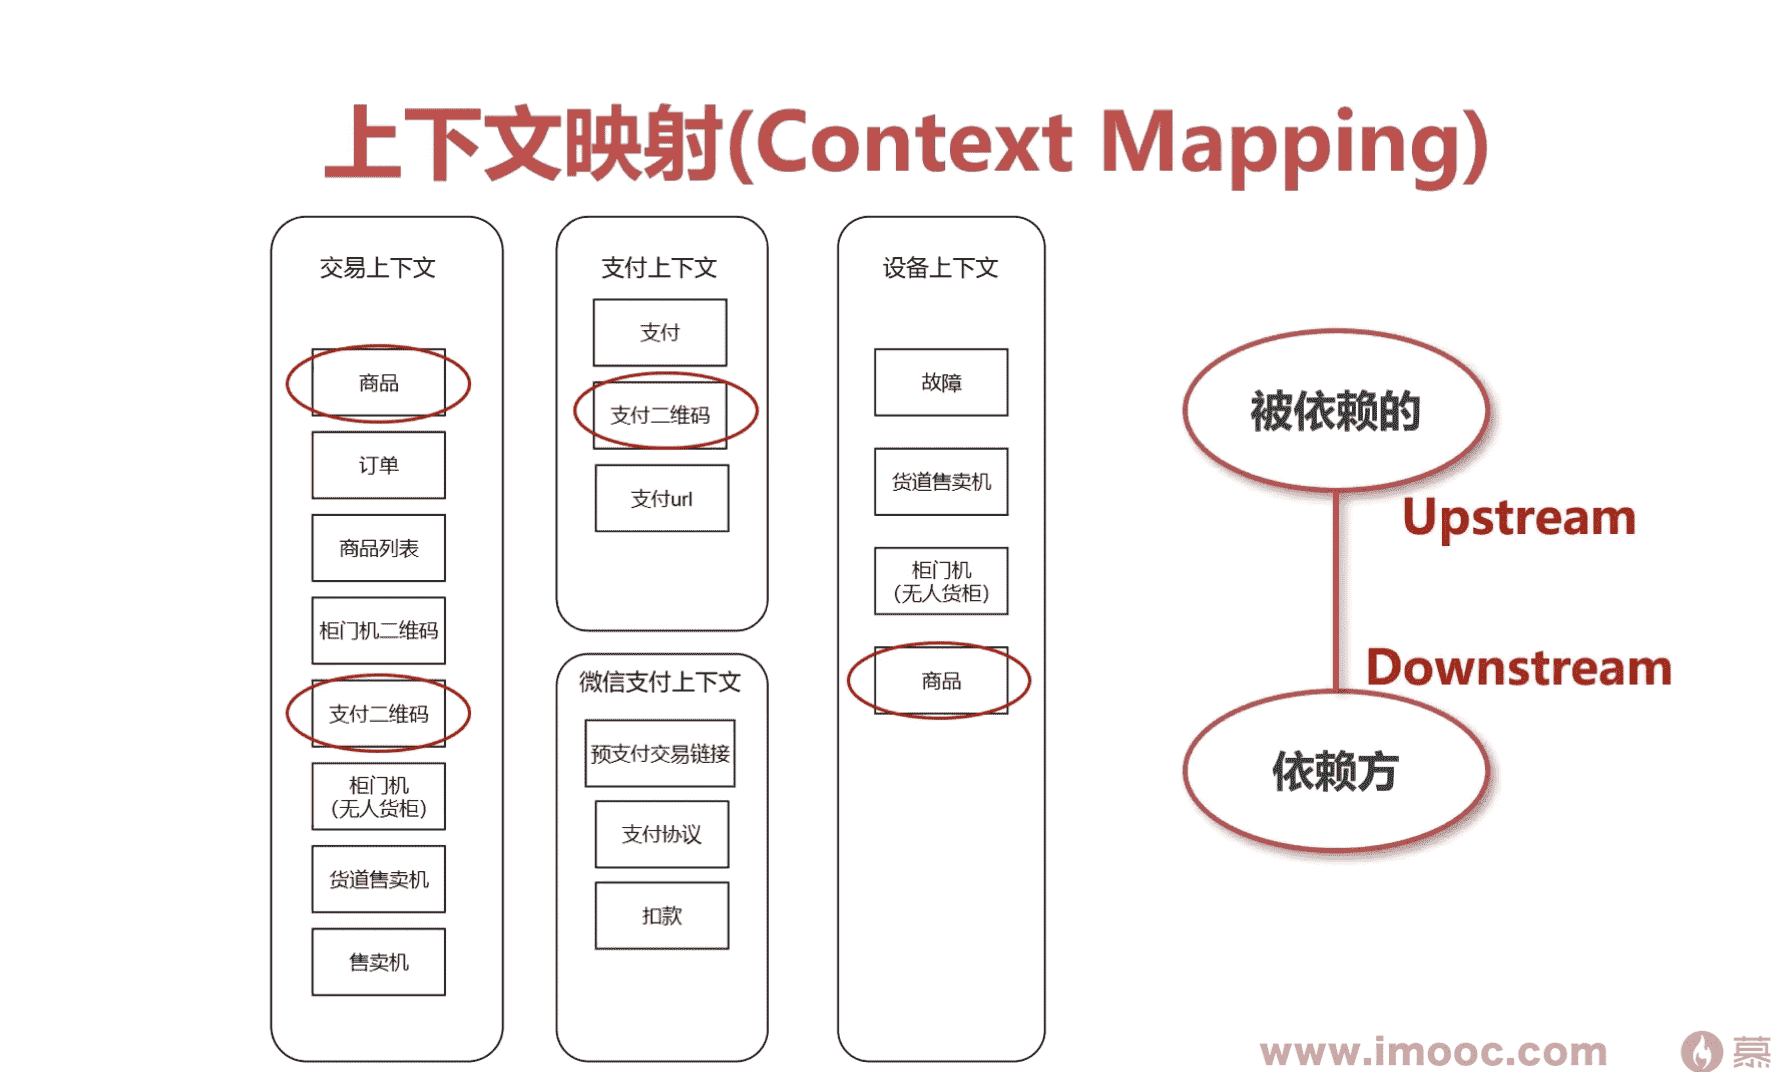 上下文映射(Context Mapping)
交易上下文
商品
订单
商品列表
柜门机二维码
支付二维码
柜门机
（无人货柜）
货道售卖机
售卖机
支付上下文
支付
支付二维码
支付url
微信支付上下文
预支付交易链接
支付协议
扣款
设备上下文
故障
货道售卖机
柜门机
（无人货柜）
商品
被依赖的
Upstream
Downstream
依赖方
www.imooc.com
慕